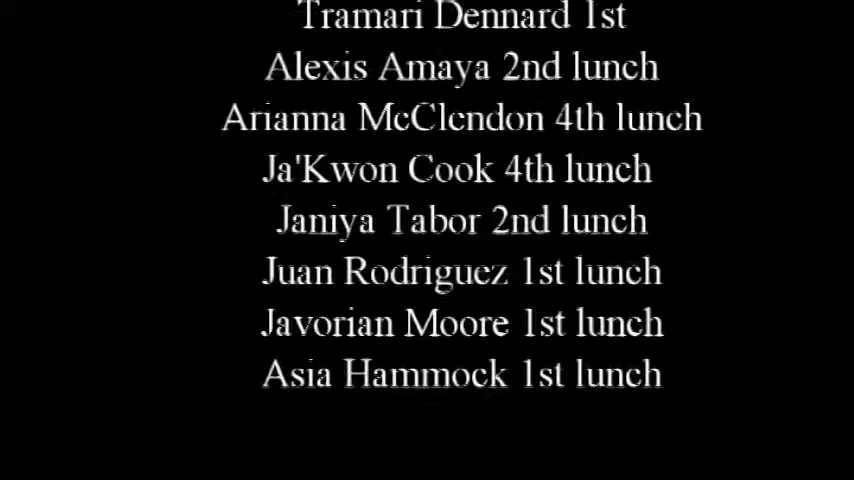 Tramari Dennard 1st
Alexis Amaya 2nd lunch
Arianna McClendon 4th lunch
Ja'Kwon Cook 4th lunch
Janiya Tabor 2nd lunch
Juan Rodriguez 1st lunch
Javorian Moore 1st lunch
Asia Hammock 1st lunch